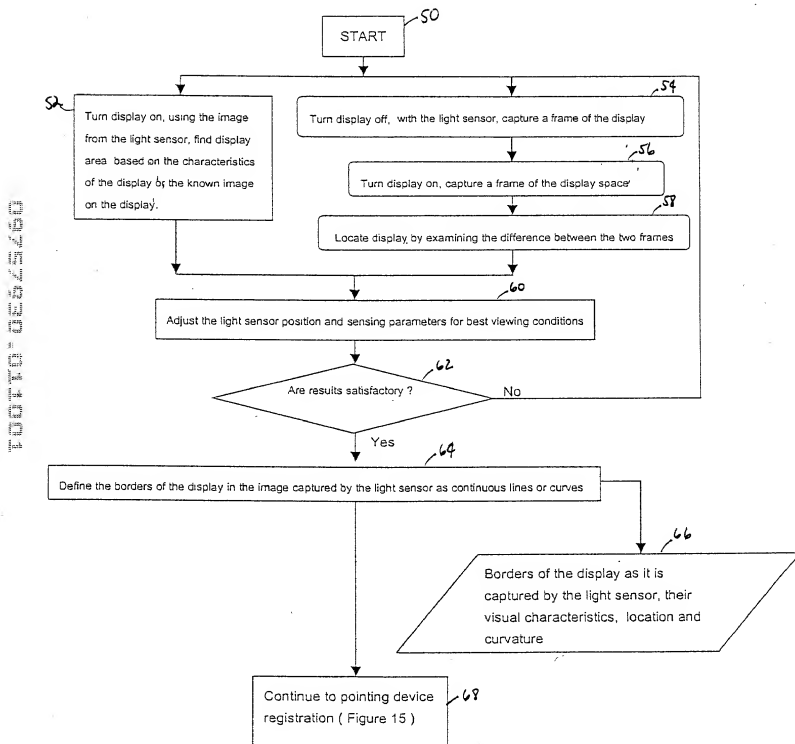 50
START
52
Turn display on, using the image
from the light sensor, find display
area based on the characteristics
of the display by the known image
on the display.
54
Turn display off, with the light sensor, capture a frame of the display
56
Turn display on, capture a frame of the display space
58
Locate display by examining the difference between the two frames
60
Adjust the light sensor position and sensing parameters for best viewing conditions
62
Are results satisfactory ?
No
Yes
64
Define the borders of the display in the image captured by the light sensor as continuous lines or curves
66
Borders of the display as it is
captured by the light sensor, their
visual characteristics, location and
curvature
68
Continue to pointing device
registration ( Figure 15 )